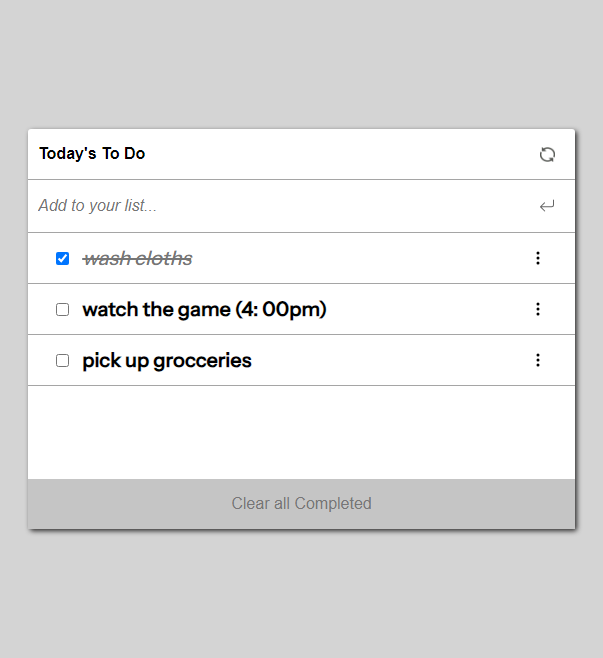 Today's To Do
Add to your list...
wash cloths
watch the game (4: 00pm)
pick up grocceries
Clear all Completed